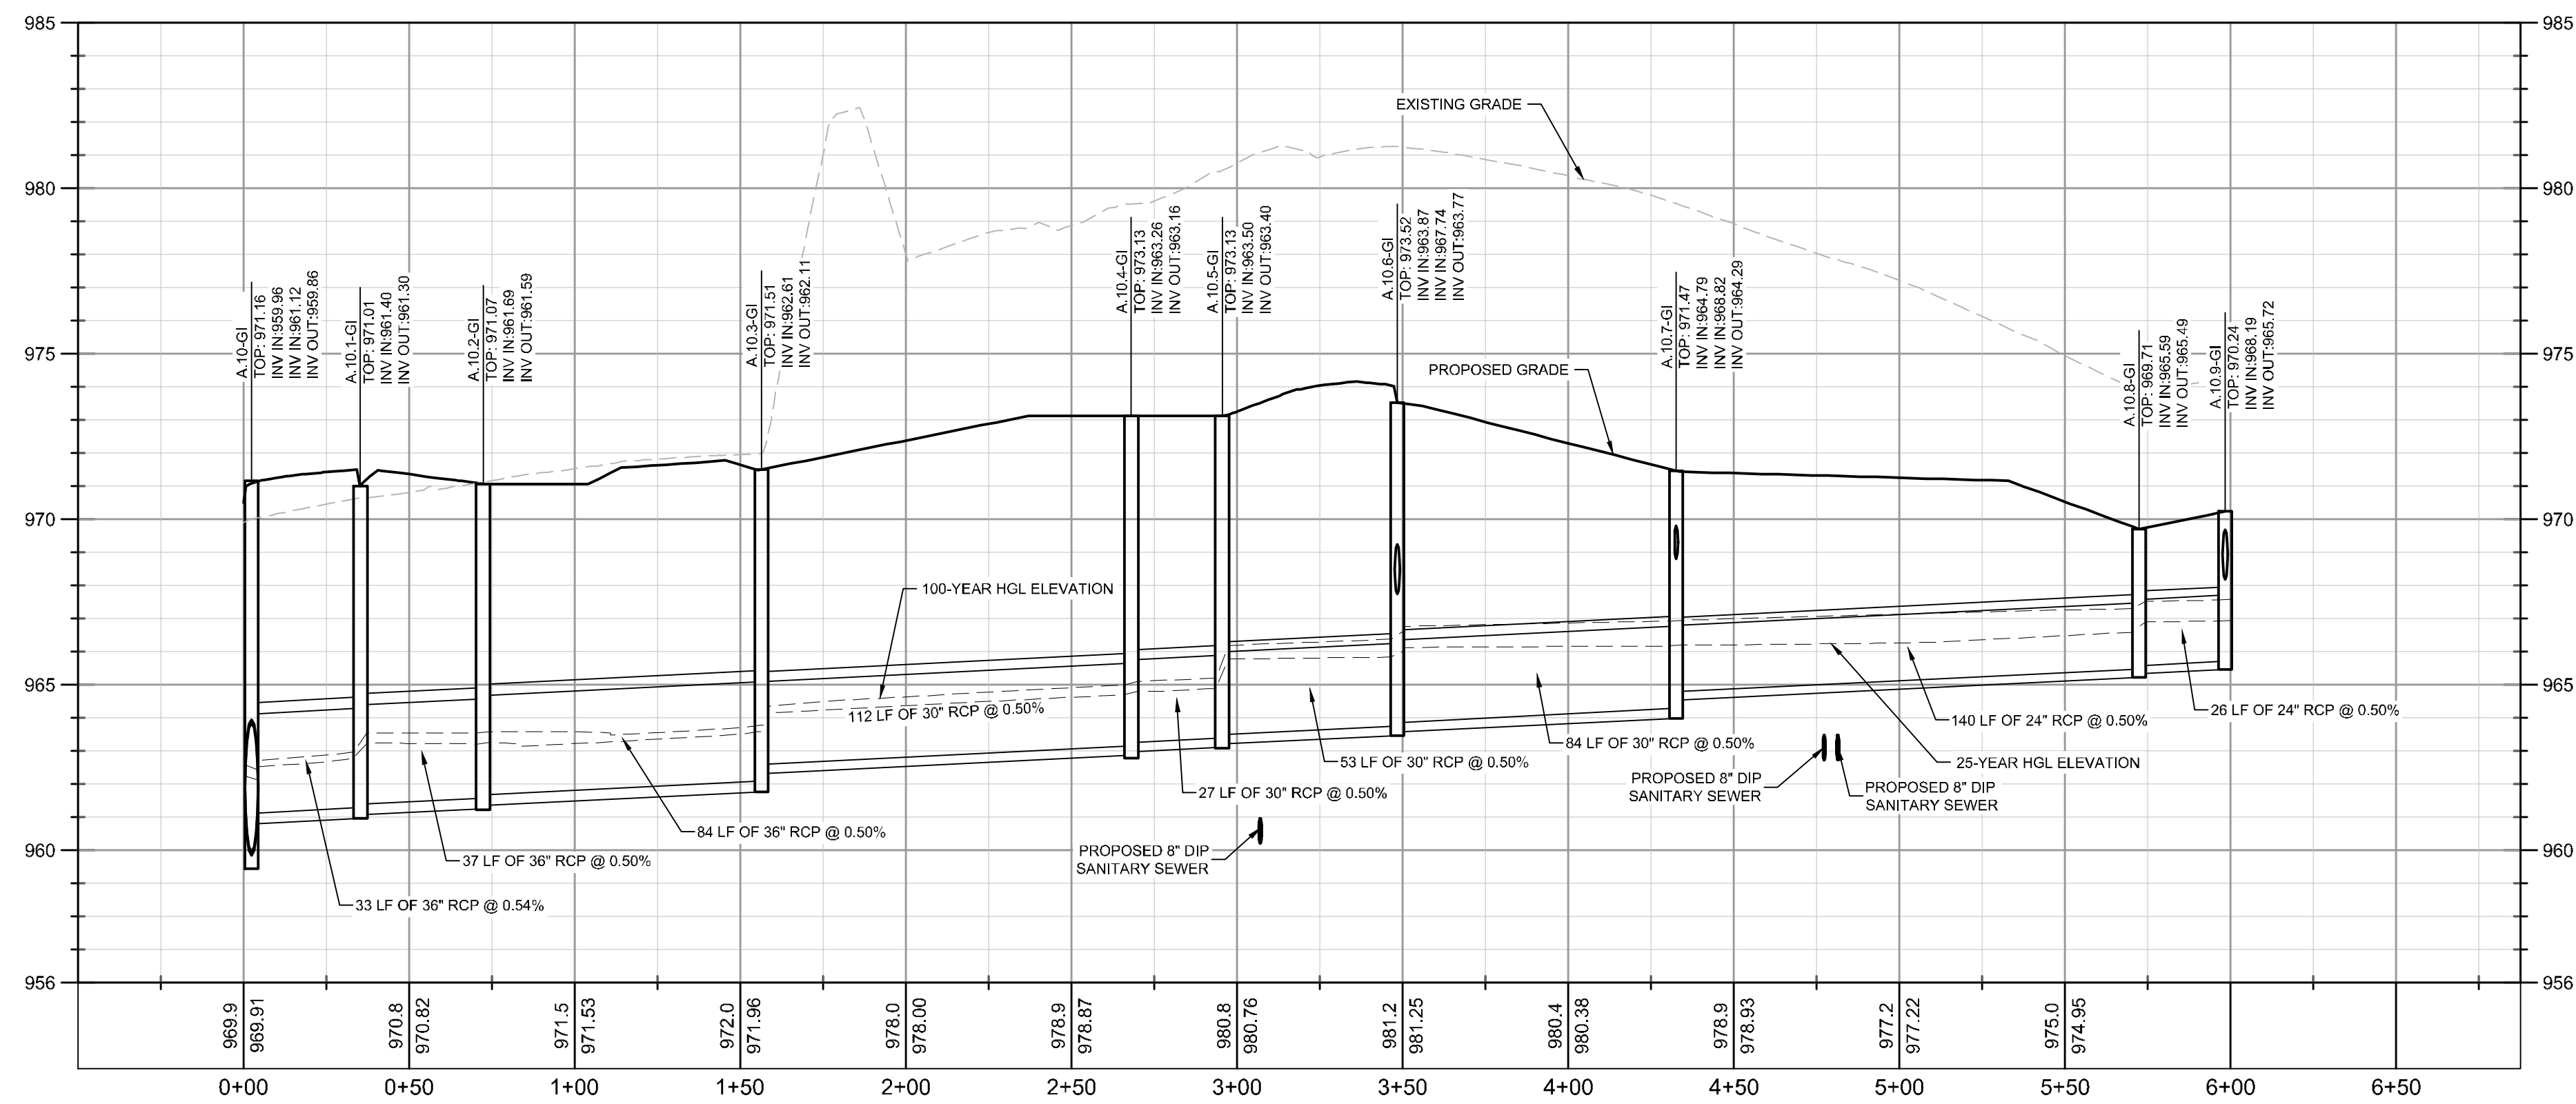 985
985
EXISTING GRADE
980
980
A.10-GI
TOP: 971.16
INV IN:959.96
INV IN:961.12
INV OUT:959.86
A.10.1-GI
TOP: 971.01
INV IN:961.40
INV OUT:961.30
A.10.2-GI
TOP: 971.07
INV IN:961.69
INV OUT:961.59
A.10.3-GI
TOP: 971.51
INV IN:962.61
INV OUT:962.11
A.10.4-GI
TOP: 973.13
INV IN:963.26
INV OUT:963.16
A.10.5-GI
TOP: 973.13
INV IN:963.50
INV OUT:963.40
A.10.6-GI
TOP: 973.52
INV IN:963.87
INV IN:967.74
INV OUT:963.77
A.10.7-GI
TOP: 971.47
INV IN:964.79
INV IN:968.82
INV OUT:964.29
A.10.8-GI
TOP: 969.71
INV IN:965.59
INV OUT:965.49
A.10.9-GI
TOP: 970.24
INV IN:968.19
INV OUT:965.72
975
975
PROPOSED GRADE
970
970
100-YEAR HGL ELEVATION
965
965
112 LF OF 30" RCP @ 0.50%
26 LF OF 24" RCP @ 0.50%
140 LF OF 24" RCP @ 0.50%
84 LF OF 30" RCP @ 0.50%
53 LF OF 30" RCP @ 0.50%
25-YEAR HGL ELEVATION
PROPOSED 8" DIP
SANITARY SEWER
PROPOSED 8" DIP
SANITARY SEWER
27 LF OF 30" RCP @ 0.50%
84 LF OF 36" RCP @ 0.50%
PROPOSED 8" DIP
SANITARY SEWER
37 LF OF 36" RCP @ 0.50%
960
960
33 LF OF 36" RCP @ 0.54%
956
956
969.9
969.91
970.8
970.82
971.5
971.53
972.0
971.96
978.0
978.00
978.9
978.87
980.8
980.76
981.2
981.25
980.4
980.38
978.9
978.93
977.2
977.22
975.0
974.95
0+00
0+50
1+00
1+50
2+00
2+50
3+00
3+50
4+00
4+50
5+00
5+50
6+00
6+50